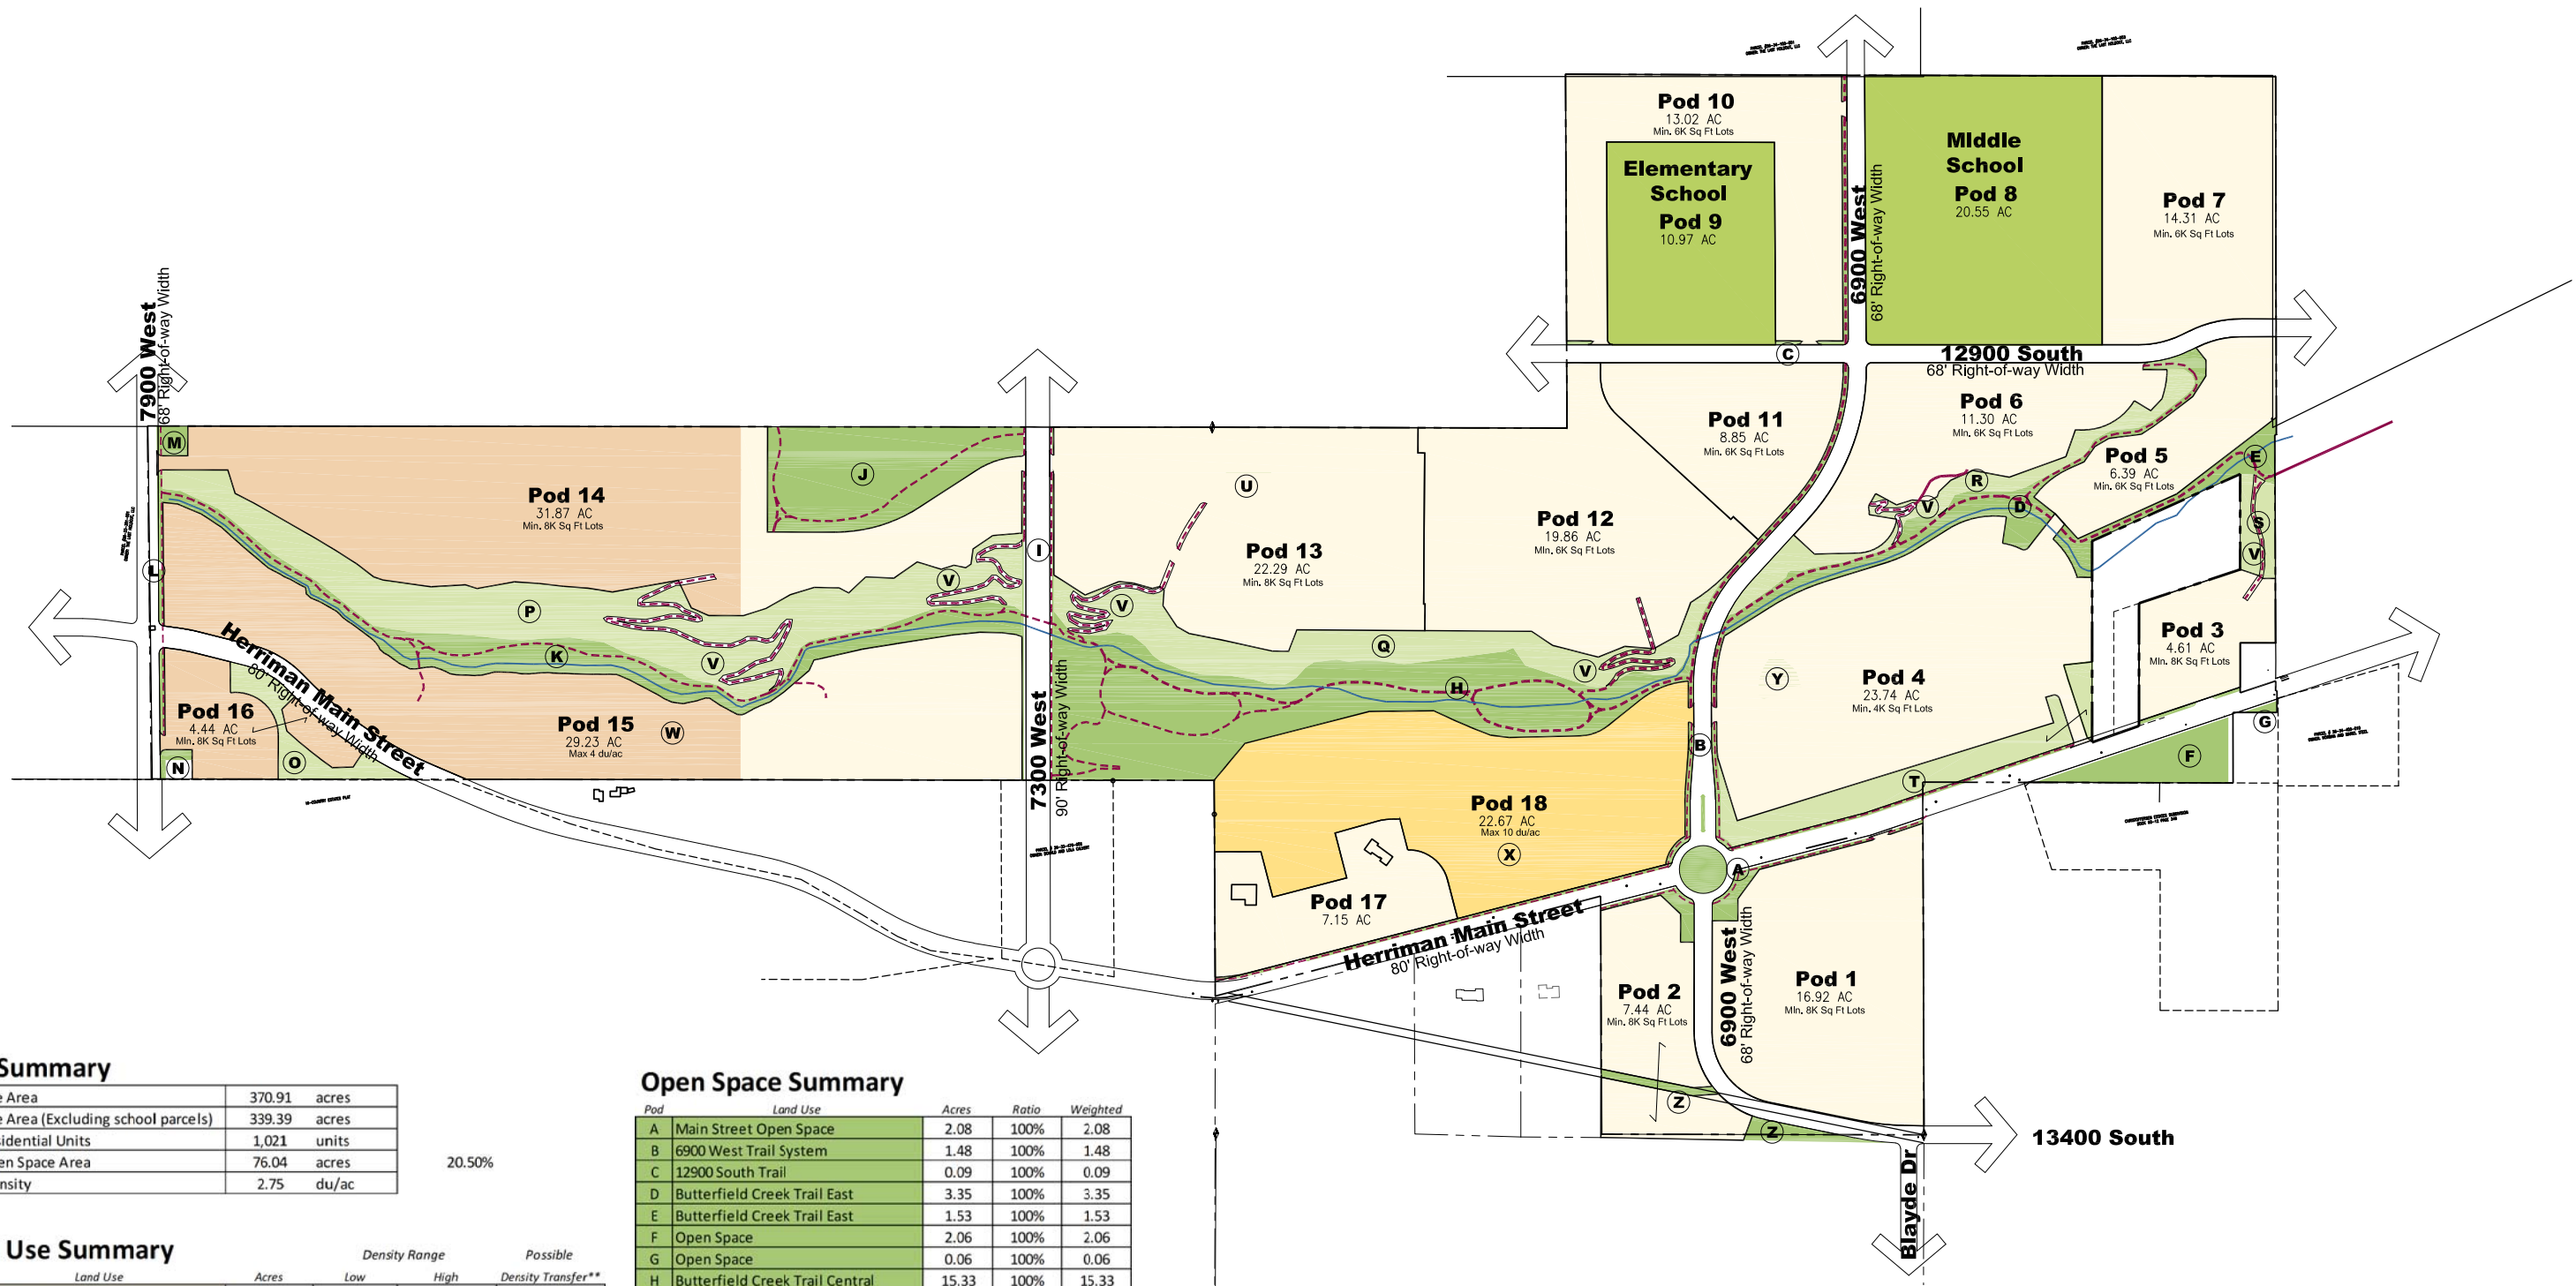 Pod 10
13.02 AC
Min. 6K Sq Ft Lots
Elementary
School
Pod 9
10.97 AC
6900 West
68' Right-of-way Width
MIddle
School
Pod 8
20.55 AC
Pod 7
14.31 AC
Min. 6K Sq Ft Lots
7900 West
68' Right-of-way Width
C
12900 South
68' Right-of-way Width
Pod 11
8.85 AC
Min. 6K Sq Ft Lots
Pod 6
11.30 AC
MIn. 6K Sq Ft Lots
Pod 5
6.39 AC
Min. 6K Sq Ft Lots
E
R
V
D
S
V
M
Pod 14
31.87 AC
Min. 8K Sq Ft Lots
J
U
I
Pod 13
22.29 AC
Min. 8K Sq Ft Lots
Pod 12
19.86 AC
MIn. 6K Sq Ft Lots
L
P
V
V
K
V
Q
V
H
Y
Pod 4
23.74 AC
Min. 4K Sq Ft Lots
Pod 3
4.61 AC
MIn. 8K Sq Ft Lots
Herriman Main Street
80' Right-of-way Width
Pod 16
4.44 AC
MIn. 8K Sq Ft Lots
N
O
Pod 15
29.23 AC
Max 4 du/ac
W
7300 West
90' Right-of-way Width
B
G
F
T
Pod 18
22.67 AC
Max 10 du/ac
X
A
Pod 17
7.15 AC
Herriman Main Street
80' Right-of-way Width
6900 West
68' Right-of-way Width
Pod 2
7.44 AC
Min. 8K Sq Ft Lots
Pod 1
16.92 AC
MIn. 8K Sq Ft Lots
Z
Z
13400 South
Blayde Dr
Summary
Area 370.91 acres
Area (Excluding school parcels) 339.39 acres
sidential Units 1,021 units
en Space Area 76.04 acres 20.50%
nsity 2.75 du/ac
Use Summary
Density Range Possible
Land Use Acres Low High Density Transfer**
Open Space Summary
Pod Land Use Acres Ratio Weighted
A Main Street Open Space 2.08 100% 2.08
B 6900 West Trail System 1.48 100% 1.48
C 12900 South Trail 0.09 100% 0.09
D Butterfield Creek Trail East 3.35 100% 3.35
E Butterfield Creek Trail East 1.53 100% 1.53
F Open Space 2.06 100% 2.06
G Open Space 0.06 100% 0.06
H Butterfield Creek Trail Central 15.33 100% 15.33